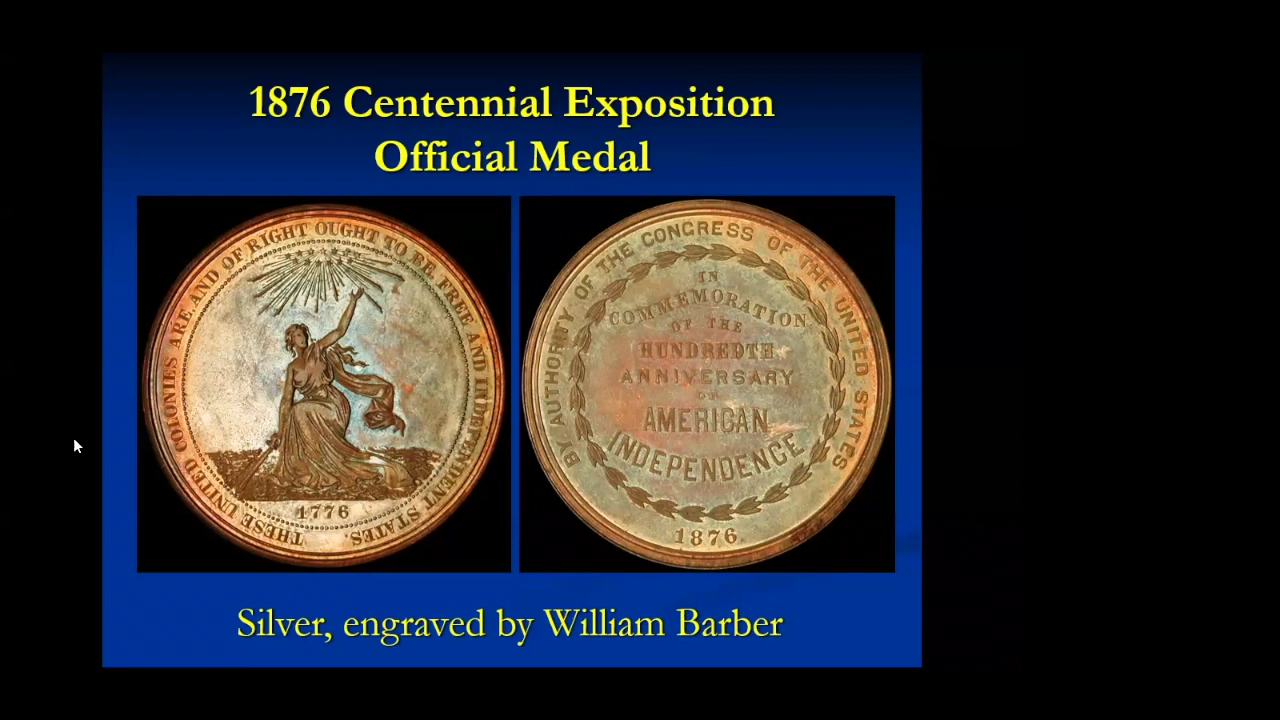 1876 Centennial Exposition
Official Medal
THESE UNITED COLONIES ARE AND OF RIGHT OUGHT TO BE FREE AND INDEPENDENT STATES.
1776
BY AUTHORITY OF THE CONGRESS OF THE UNITED STATES
IN
COMMEMORATION
OF THE
HUNDREDTH
ANNIVERSARY
OF
AMERICAN
INDEPENDENCE
1876
Silver, engraved by William Barber